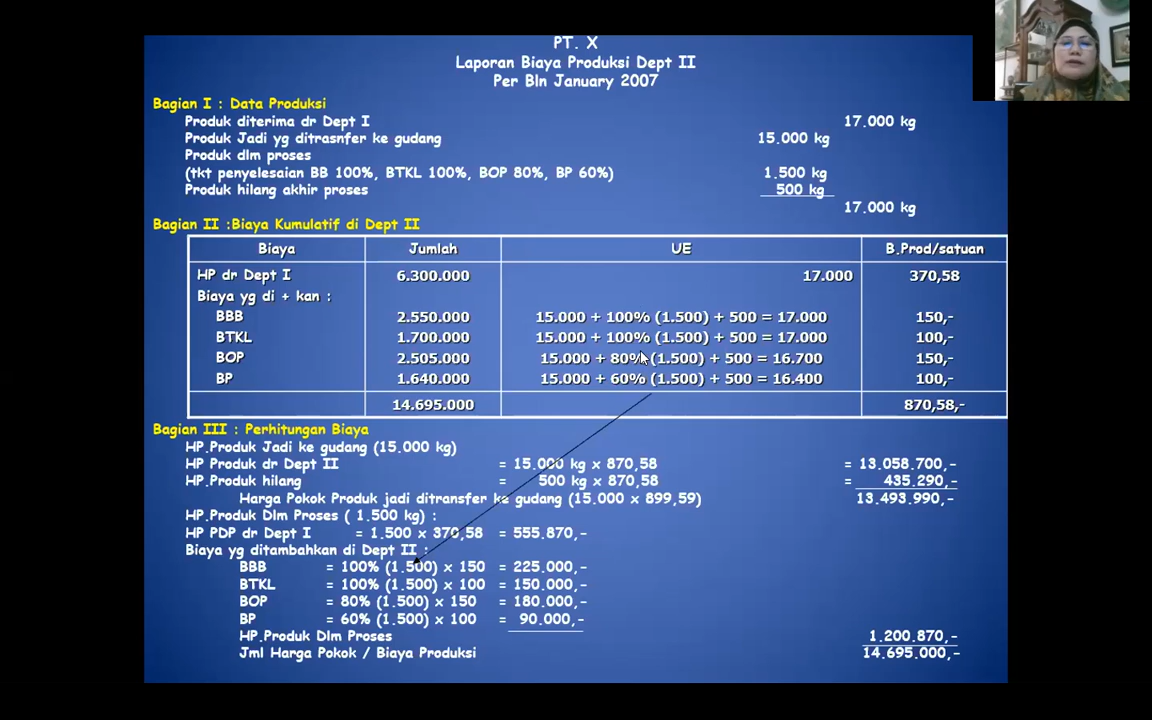 PT. X
Laporan Biaya Produksi Dept II
Per Bln January 2007
Bagian I : Data Produksi
Produk diterima dr Dept I 17.000 kg
Produk Jadi yg ditrasnfer ke gudang 15.000 kg
Produk dlm proses
(tkt penyelesaian BB 100%, BTKL 100%, BOP 80%, BP 60%) 1.500 kg
Produk hilang akhir proses 500 kg
17.000 kg
Bagian II :Biaya Kumulatif di Dept II
Biaya Jumlah UE B.Prod/satuan
HP dr Dept I 6.300.000 17.000 370,58
Biaya yg di + kan :
BBB 2.550.000 15.000 + 100% (1.500) + 500 = 17.000 150,-
BTKL 1.700.000 15.000 + 100% (1.500) + 500 = 17.000 100,-
BOP 2.505.000 15.000 + 80% (1.500) + 500 = 16.700 150,-
BP 1.640.000 15.000 + 60% (1.500) + 500 = 16.400 100,-
14.695.000 870,58,-
Bagian III : Perhitungan Biaya
HP.Produk Jadi ke gudang (15.000 kg)
HP Produk dr Dept II = 15.000 kg x 870,58 = 13.058.700,-
HP.Produk hilang = 500 kg x 870,58 = 435.290,-
Harga Pokok Produk jadi ditransfer ke gudang (15.000 x 899,59) 13.493.990,-
HP.Produk Dlm Proses ( 1.500 kg) :
HP PDP dr Dept I = 1.500 x 370,58 = 555.870,-
Biaya yg ditambahkan di Dept II :
BBB = 100% (1.500) x 150 = 225.000,-
BTKL = 100% (1.500) x 100 = 150.000,-
BOP = 80% (1.500) x 150 = 180.000,-
BP = 60% (1.500) x 100 = 90.000,-
HP.Produk Dlm Proses 1.200.870,-
Jml Harga Pokok / Biaya Produksi 14.695.000,-